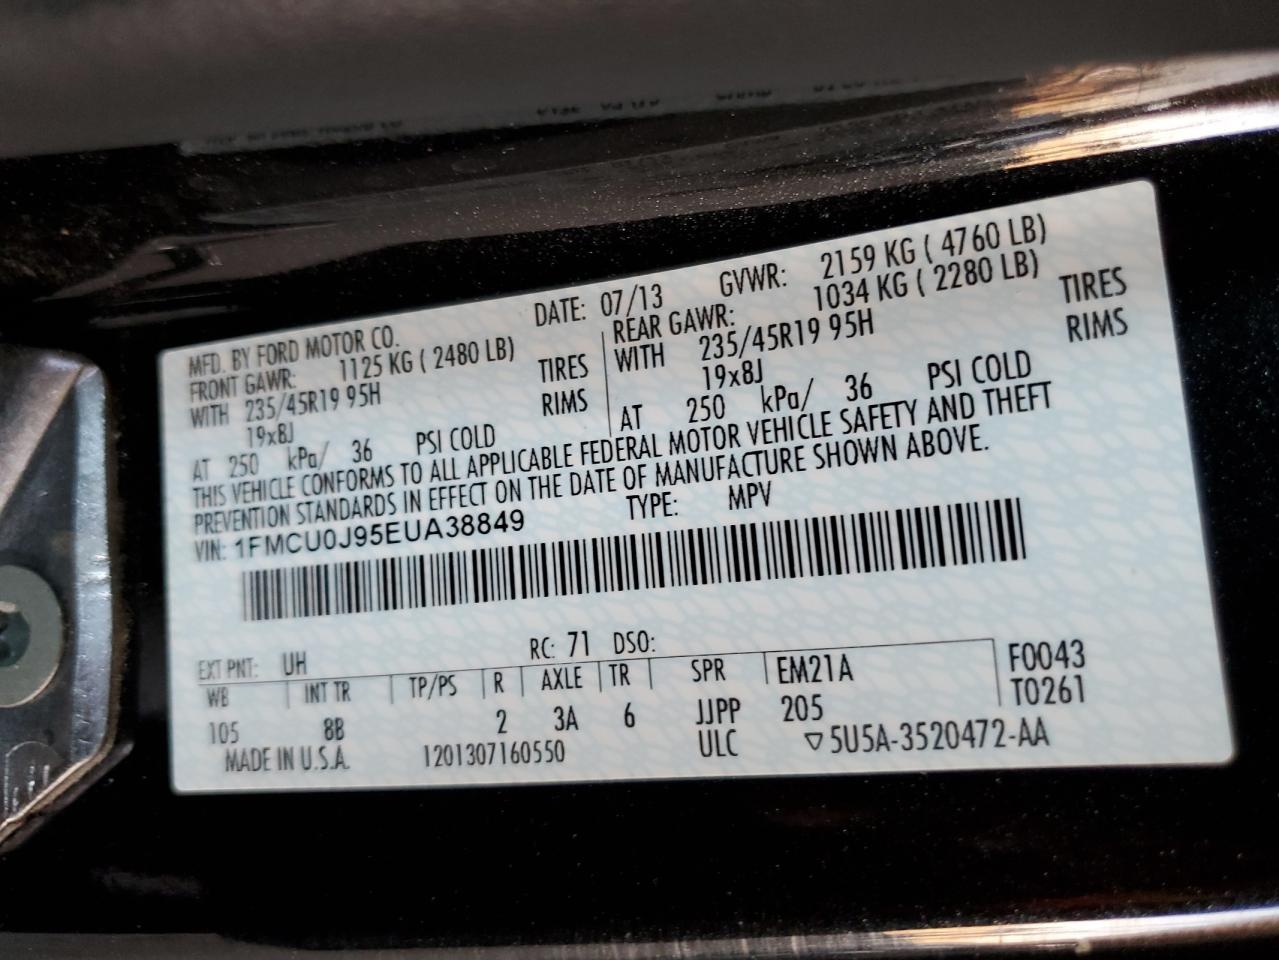 MFD. BY FORD MOTOR CO. DATE: 07/13 GVWR: 2159 KG ( 4760 LB)
FRONT GAWR: 1125 KG ( 2480 LB) REAR GAWR: 1034 KG ( 2280 LB)
WITH 235/45R19 95H TIRES WITH 235/45R19 95H TIRES
19x8J RIMS 19x8J RIMS
AT 250 kPa/ 36 PSI COLD AT 250 kPa/ 36 PSI COLD
THIS VEHICLE CONFORMS TO ALL APPLICABLE FEDERAL MOTOR VEHICLE SAFETY AND THEFT
PREVENTION STANDARDS IN EFFECT ON THE DATE OF MANUFACTURE SHOWN ABOVE.
VIN: 1FMCU0J95EUA38849 TYPE: MPV
EXT PNT: UH RC: 71 DSO:
WB INT TR TP/PS R AXLE TR SPR EM21A F0043
105 8B 2 3A 6 JJPP 205 T0261
MADE IN U.S.A. 1201307160550 ULC ▽5U5A-3520472-AA